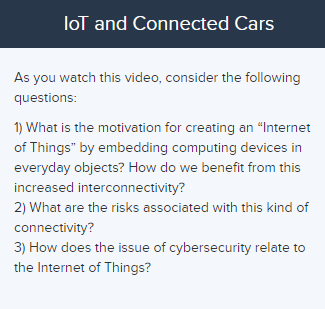 IoT and Connected Cars
As you watch this video, consider the following
questions:
1) What is the motivation for creating an “Internet
of Things” by embedding computing devices in
everyday objects? How do we benefit from this
increased interconnectivity?
2) What are the risks associated with this kind of
connectivity?
3) How does the issue of cybersecurity relate to
the Internet of Things?